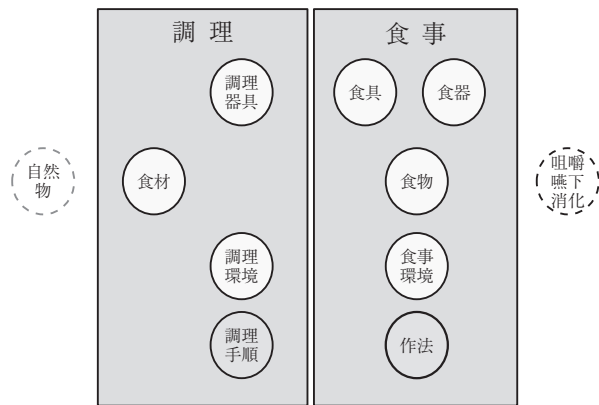 調理
食事
調理
器具
食具
食器
自然
物
食材
食物
咀嚼
嚥下
消化
調理
環境
食事
環境
調理
手順
作法